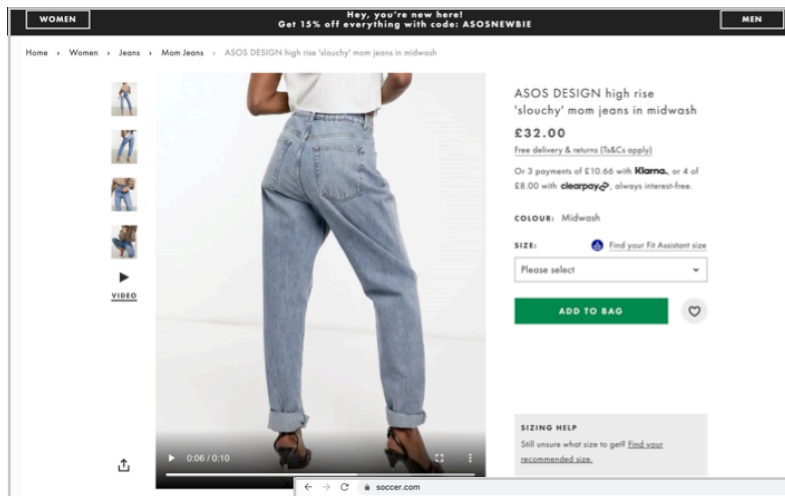 WOMEN
Hey, you're new here!
Get 15% off everything with code: ASOSNEWBIE
MEN
Home › Women › Jeans › Mom Jeans › ASOS DESIGN high rise 'slouchy' mom jeans in midwash
ASOS DESIGN high rise
'slouchy' mom jeans in midwash
£32.00
Free delivery & returns (Ts&Cs apply)
Or 3 payments of £10.66 with Klarna., or 4 of
£8.00 with clearpay, always interest-free.
COLOUR: Midwash
SIZE: Find your Fit Assistant size
Please select
ADD TO BAG
VIDEO
0:06 / 0:10
SIZING HELP
Still unsure what size to get? Find your
recommended size.
soccer.com